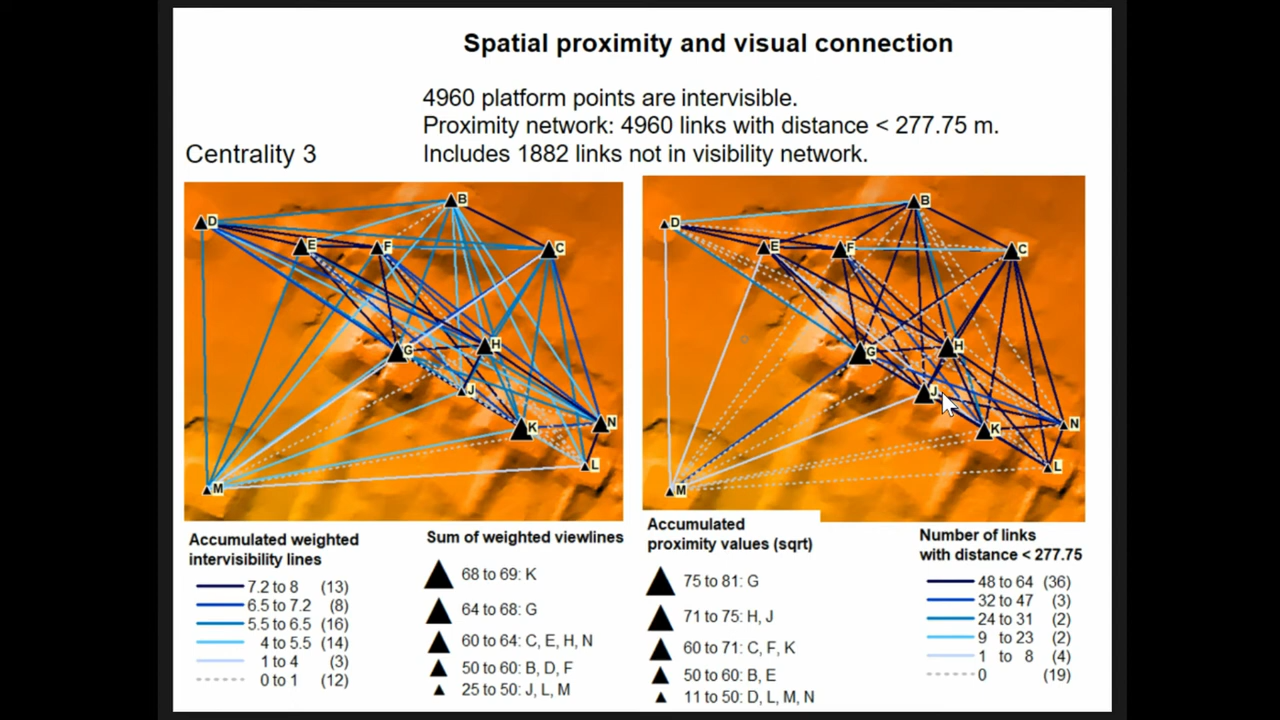 Spatial proximity and visual connection
4960 platform points are intervisible.
Proximity network: 4960 links with distance < 277.75 m.
Centrality 3
Includes 1882 links not in visibility network.
B
D
E
F
C
G
H
J
K
N
L
M
B
D
E
F
C
G
H
J
K
N
L
M
Accumulated weighted
intervisibility lines
7.2 to 8 (13)
6.5 to 7.2 (8)
5.5 to 6.5 (16)
4 to 5.5 (14)
1 to 4 (3)
0 to 1 (12)
Sum of weighted viewlines
68 to 69: K
64 to 68: G
60 to 64: C, E, H, N
50 to 60: B, D, F
25 to 50: J, L, M
Accumulated
proximity values (sqrt)
75 to 81: G
71 to 75: H, J
60 to 71: C, F, K
50 to 60: B, E
11 to 50: D, L, M, N
Number of links
with distance < 277.75
48 to 64 (36)
32 to 47 (3)
24 to 31 (2)
9 to 23 (2)
1 to 8 (4)
0 (19)